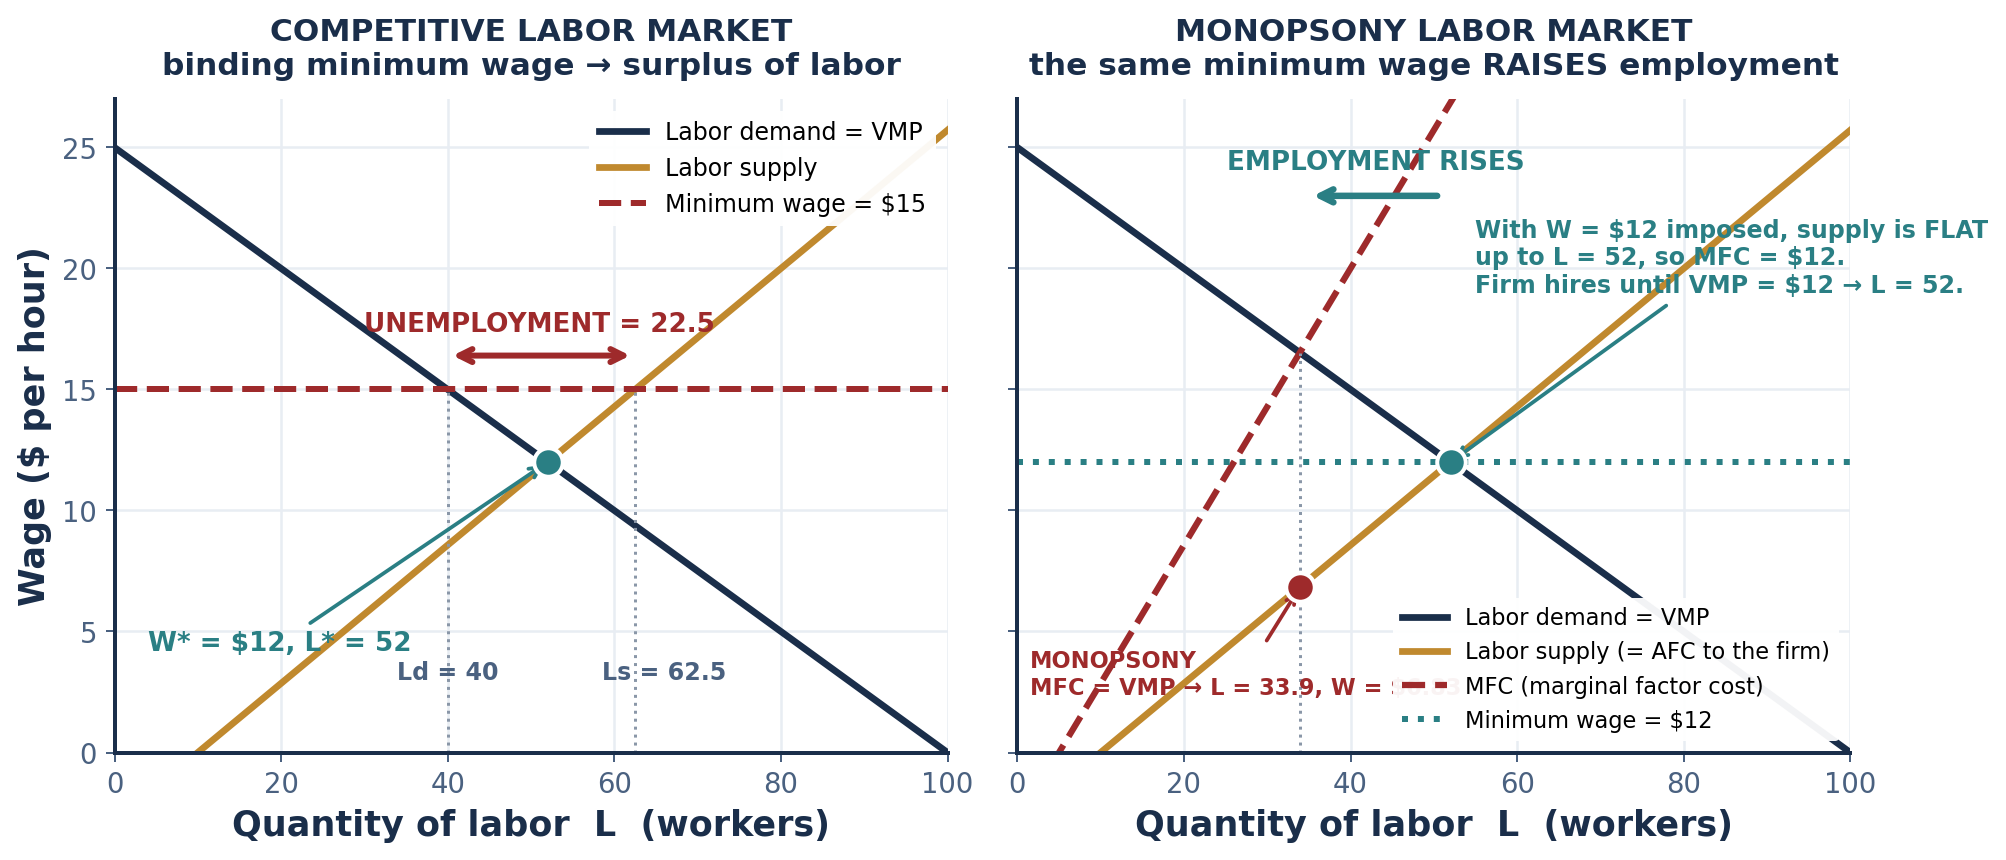 COMPETITIVE LABOR MARKET
binding minimum wage → surplus of labor
Wage ($ per hour)
25
20
15
10
5
0
Labor demand = VMP
Labor supply
Minimum wage = $15
UNEMPLOYMENT = 22.5
W* = $12, L* = 52
Ld = 40
Ls = 62.5
0 20 40 60 80 100
Quantity of labor L (workers)
MONOPSONY LABOR MARKET
the same minimum wage RAISES employment
EMPLOYMENT RISES
With W = $12 imposed, supply is FLAT
up to L = 52, so MFC = $12.
Firm hires until VMP = $12 → L = 52.
MONOPSONY
MFC = VMP → L = 33.9, W =
Labor demand = VMP
Labor supply (= AFC to the firm)
MFC (marginal factor cost)
Minimum wage = $12
0 20 40 60 80 100
Quantity of labor L (workers)